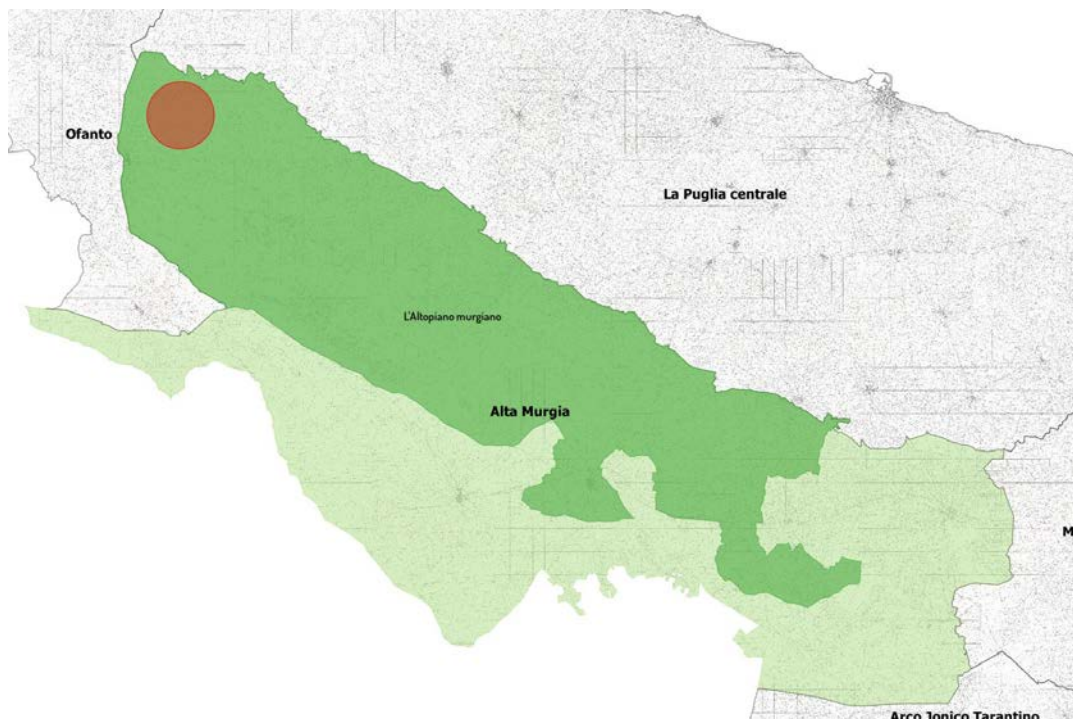 Ofanto
La Puglia centrale
L'Altopiano murgiano
Alta Murgia
M
Arco Jonico Tarantino